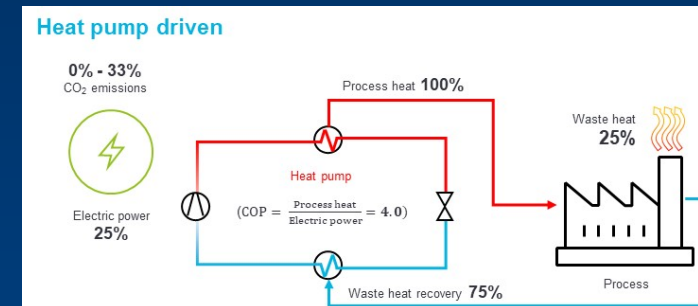 Heat pump driven
0% - 33%
CO₂ emissions
Process heat 100%
Waste heat
25%
Heat pump
(COP = Process heat / Electric power = 4.0)
Electric power
25%
Waste heat recovery 75%
Process